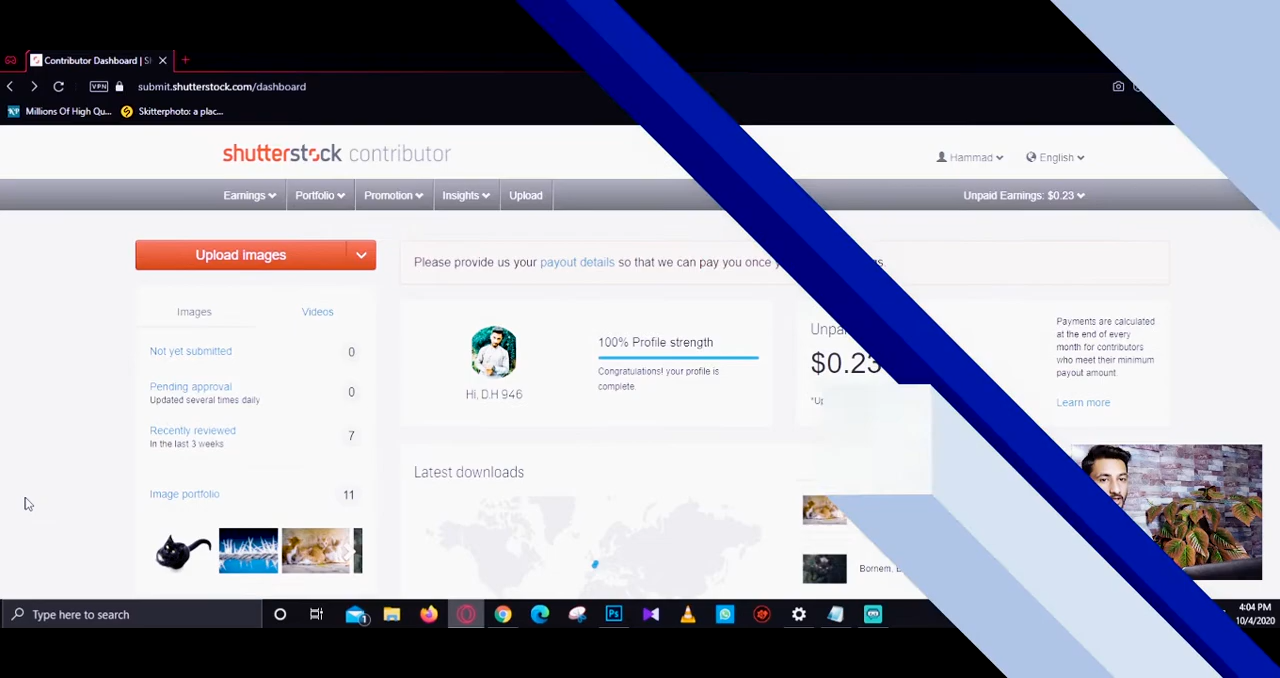 Contributor Dashboard | Sh
submit.shutterstock.com/dashboard
VPN
Millions Of High Qu...
Skitterphoto: a plac...
shutterstock contributor
Hammad
English
Earnings
Portfolio
Promotion
Insights
Upload
Unpaid Earnings: $0.23
Upload Images
Please provide us your payout details so that we can pay you once
Images
Videos
Not yet submitted
0
Pending approval
0
Updated several times daily
Recently reviewed
7
In the last 3 weeks
Image portfolio
11
Hi, D.H 946
100% Profile strength
Congratulations! your profile is
complete.
$0.23
Payments are calculated
at the end of every
month for contributors
who meet their minimum
payout amount.
Learn more
Latest downloads
Bornem,
Type here to search
1
Ps
4:04 PM
10/4/2020